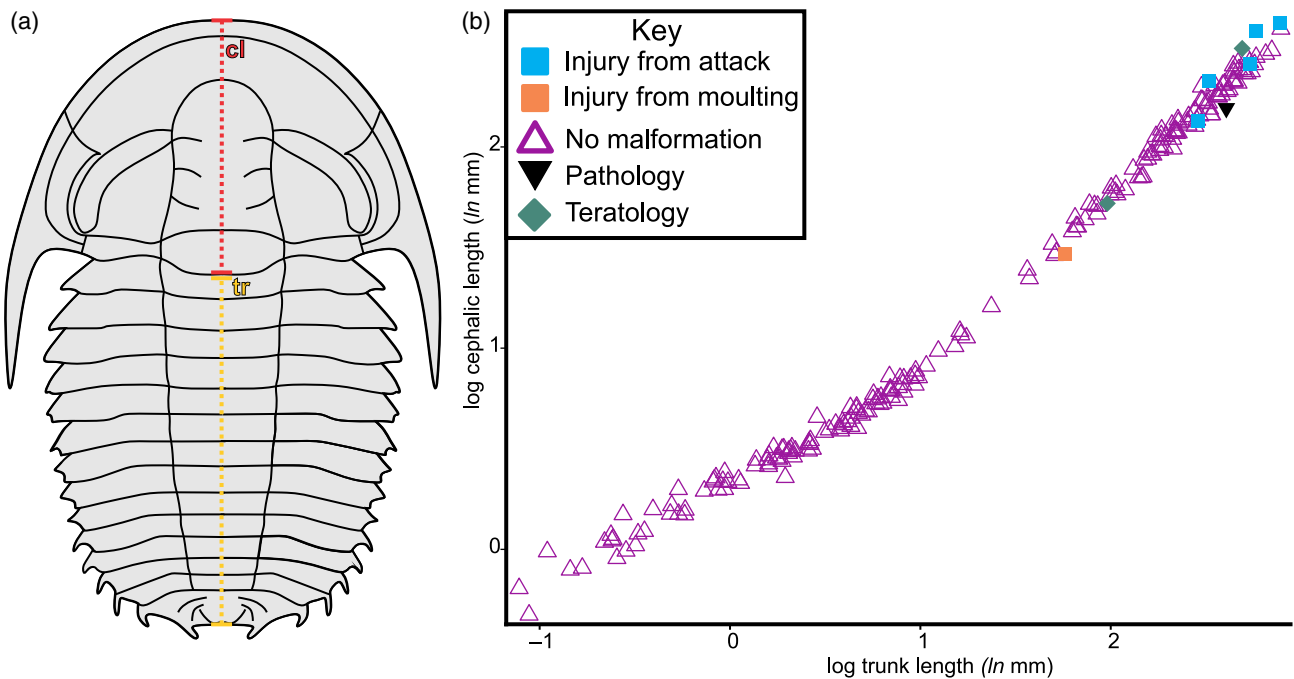 (a)
cl
tr
(b)
Key
Injury from attack
Injury from moulting
No malformation
Pathology
Teratology
log cephalic length (ln mm)
2
1
0
–1
0
1
2
log trunk length (ln mm)